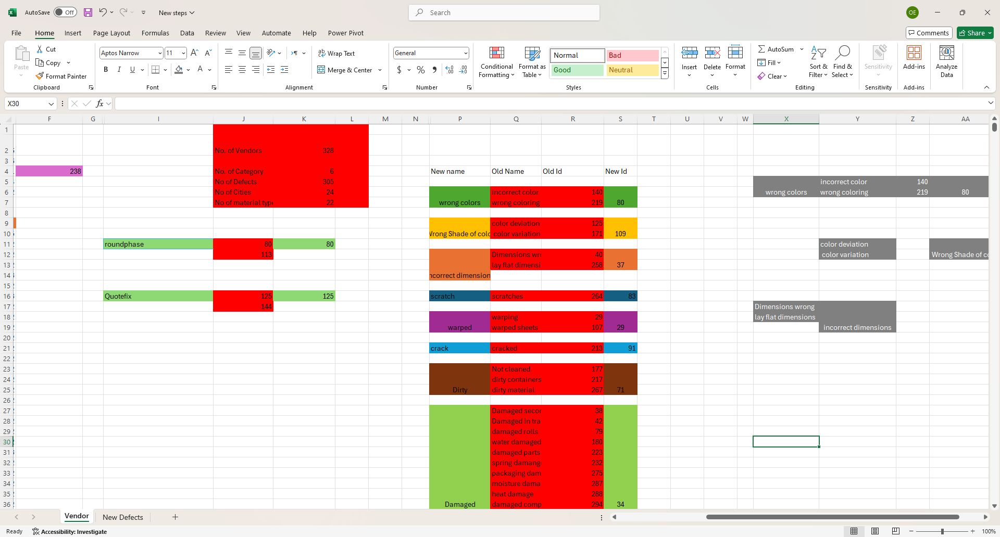 AutoSave Off New steps Search OE
File Home Insert Page Layout Formulas Data Review View Automate Help Power Pivot Comments Share
Paste Cut Copy Format Painter Clipboard
Aptos Narrow 11 B I U Font
Wrap Text Merge & Center Alignment
General $ % Number
Conditional Formatting Format as Table Normal Bad Good Neutral Styles
Insert Delete Format Cells
AutoSum Fill Clear Sort & Filter Find & Select Editing
Sensitivity Sensitivity
Add-ins Add-ins
Analyze Data
X30 fx
F G I J K L M N P Q R S T U V W X Y Z AA
1
2 No. of Vendors 328
3
4 238 No. of Category 6 New name Old Name Old Id New Id
5 No of Defects 305 incorrect color 140
6 No of Cities 24 incorrect color 140 wrong colors wrong coloring 219 80
7 No of material type 22 wrong colors wrong coloring 219 80
8
9 color deviation 125
10 Wrong Shade of colo color variation 171 109
11 roundphase 80 80 color deviation
12 113 Dimensions wro 40 color variation Wrong Shade of co
13 lay flat dimensi 258 37
14 ncorrect dimension
15
16 Quotefix 125 125 scratch scratches 264 83
17 144 Dimensions wrong
18 warping 29 lay flat dimensions
19 warped warped sheets 107 29 incorrect dimensions
20
21 crack cracked 213 91
22
23 Not cleaned 177
24 dirty containers 217
25 Dirty dirty material 267 71
26
27 Damaged secon 38
28 Damaged in tra 42
29 damaged rolls 79
30 water damaged 180
31 damaged parts 223
32 spring damang 232
33 packaging dam 275
34 moisture dama 287
35 heat damage 288
36 Damaged damaged comp 294 34
Vendor New Defects
Ready Accessibility: Investigate 100%